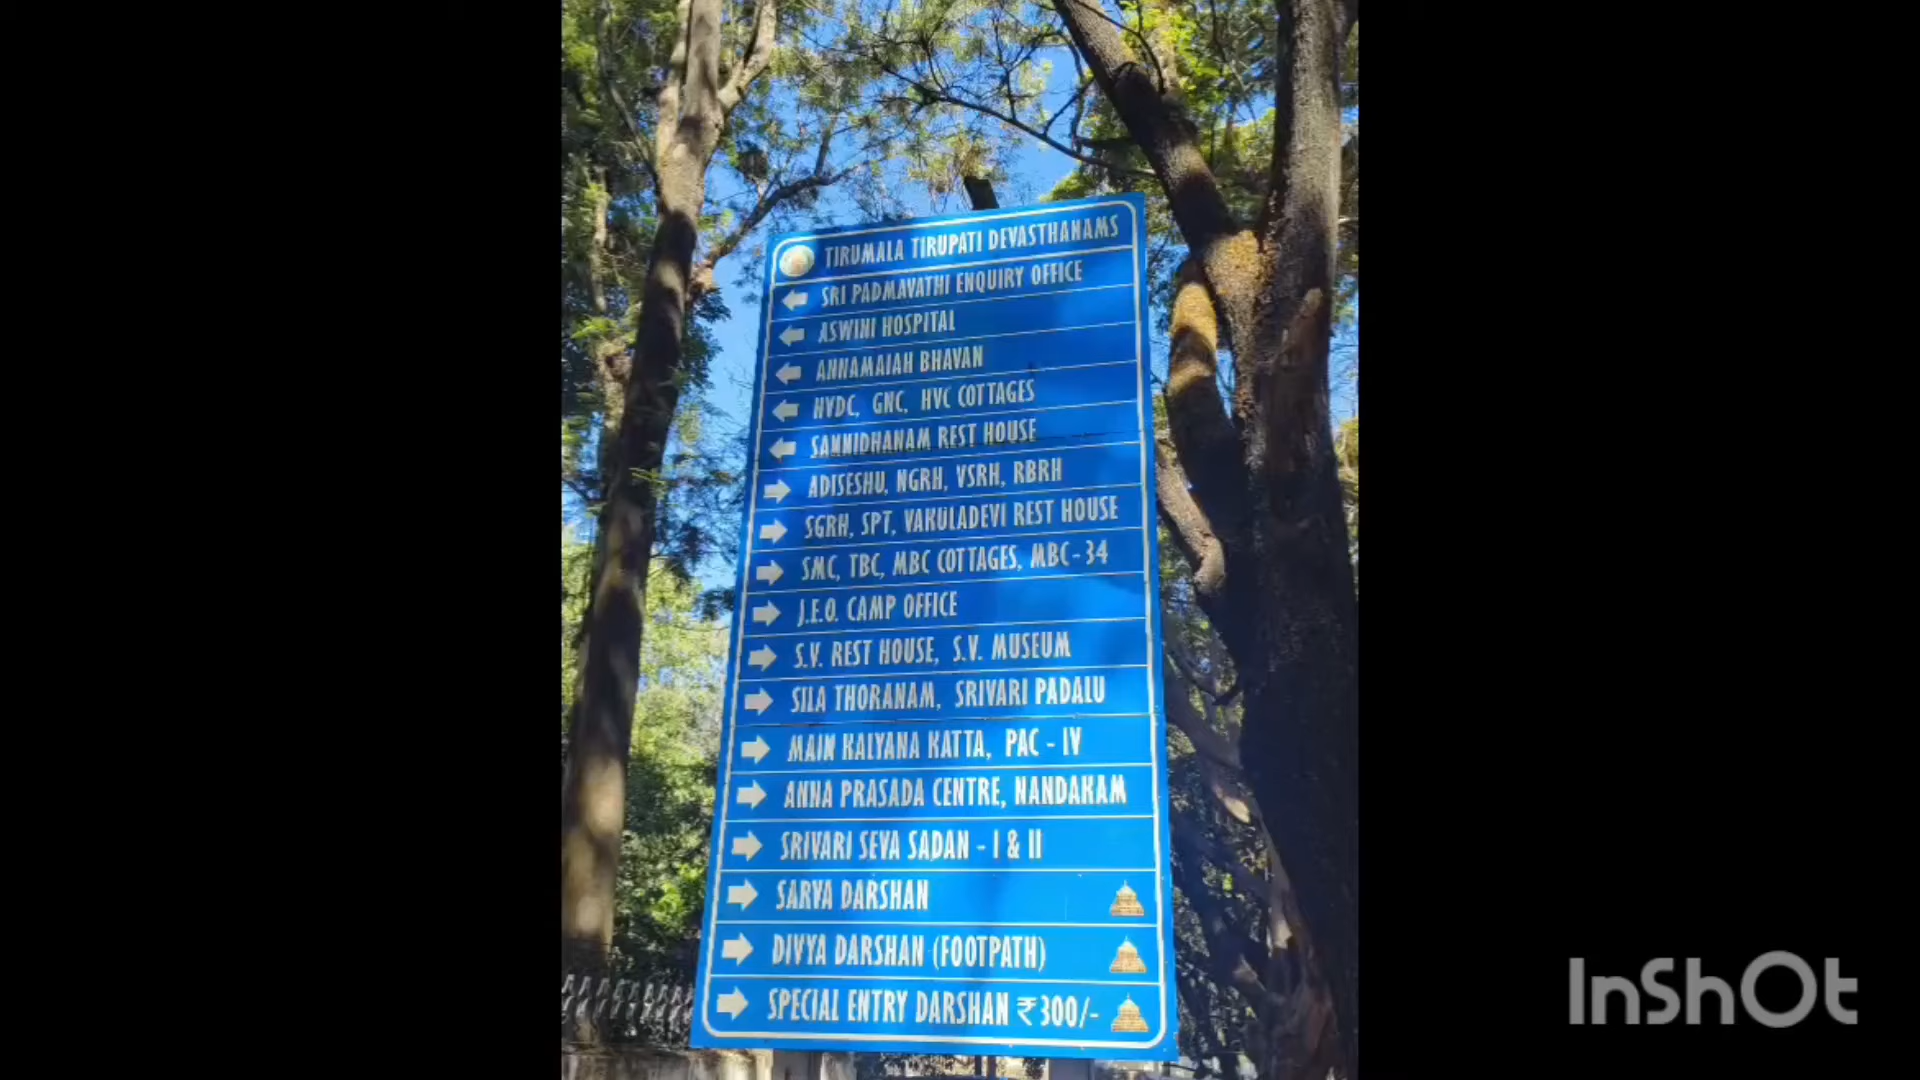 TIRUMALA TIRUPATI DEVASTHANAMS
SRI PADMAVATHI ENQUIRY OFFICE
ASWINI HOSPITAL
ANNAMAIAH BHAVAN
HVDC, GNC, HVC COTTAGES
SANNIDHANAM REST HOUSE
ADISESHU, NGRH, VSRH, RBRH
SGRH, SPT, VAKULADEVI REST HOUSE
SMC, TBC, MBC COTTAGES, MBC-34
J.E.O. CAMP OFFICE
S.V. REST HOUSE, S.V. MUSEUM
SILA THORANAM, SRIVARI PADALU
MAIN KALYANA KATTA, PAC - IV
ANNA PRASADA CENTRE, NANDAKAM
SRIVARI SEVA SADAN - I & II
SARVA DARSHAN
DIVYA DARSHAN (FOOTPATH)
SPECIAL ENTRY DARSHAN ₹300/-
InShOt